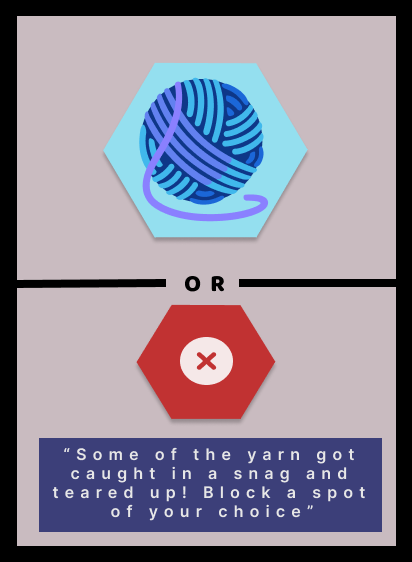 OR
“Some of the yarn got
caught in a snag and
teared up! Block a spot
of your choice”